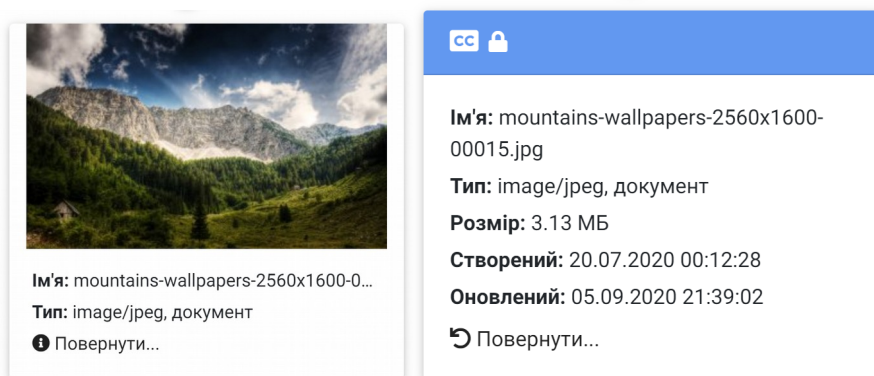 Ім'я: mountains-wallpapers-2560x1600-0...
Тип: image/jpeg, документ
Повернути...
CC
Ім'я: mountains-wallpapers-2560x1600-
00015.jpg
Тип: image/jpeg, документ
Розмір: 3.13 МБ
Створений: 20.07.2020 00:12:28
Оновлений: 05.09.2020 21:39:02
Повернути...